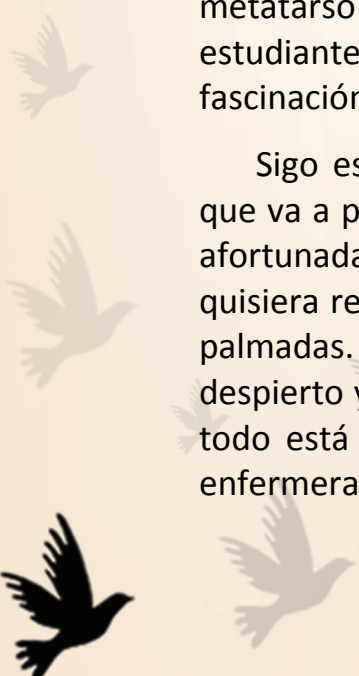 metatarso
estudiante
fascinación
Sigo es
que va a p
afortunada
quisiera re
palmadas.
despierto y
todo está
enfermera